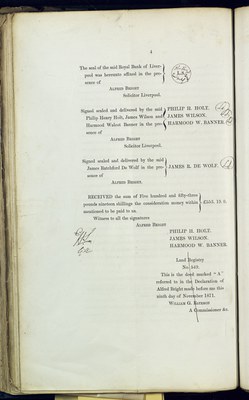 4
The seal of the said Royal Bank of Liver-
pool was hereunto affixed in the pre-
sence of
L.S.
ALFRED BRIGHT
Solicitor Liverpool.
Signed sealed and delivered by the said
Philip Henry Holt, James Wilson and
Harmood Walcot Banner in the pre-
sence of
PHILIP H. HOLT.
JAMES WILSON.
HARMOOD W. BANNER
ALFRED BRIGHT
Solicitor Liverpool.
Signed sealed and delivered by the said
James Batchford De Wolf in the pre-
sence of
JAMES R. DE WOLF.
ALFRED BRIGHT.
RECEIVED the sum of Five hundred and fifty-three
pounds nineteen shillings the consideration money within
mentioned to be paid to us.
£553. 19. 0.
Witness to all the signatures
ALFRED BRIGHT
PHILIP H. HOLT.
JAMES WILSON.
HARMOOD W. BANNER
Land Registry
No.
This is the deed marked "A"
referred to in the Declaration of
Alfred Bright made before me this
ninth day of November 1871.
WILLIAM G. BATESON
A Commissioner &c.